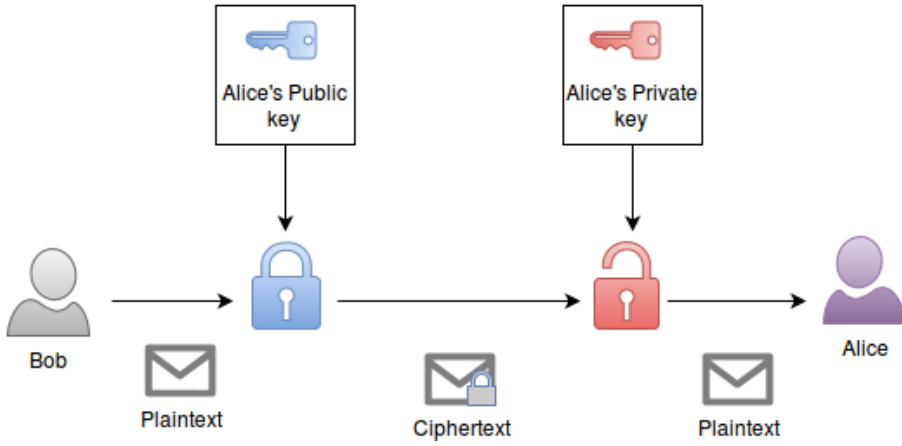 Alice's Public
key
Alice's Private
key
Bob
Alice
Plaintext
Ciphertext
Plaintext